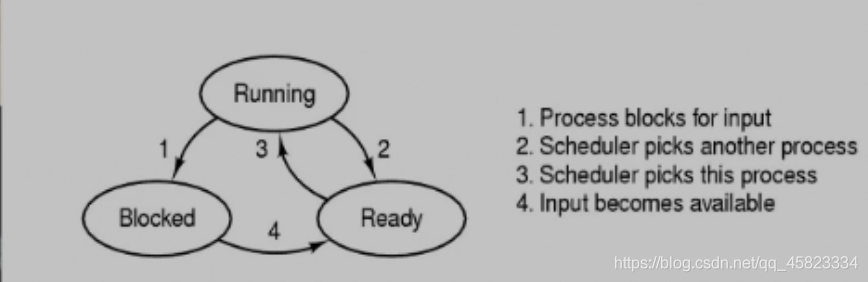 Running
1
3
2
Blocked
4
Ready
1. Process blocks for input
2. Scheduler picks another process
3. Scheduler picks this process
4. Input becomes available
https://blog.csdn.net/qq_45823334